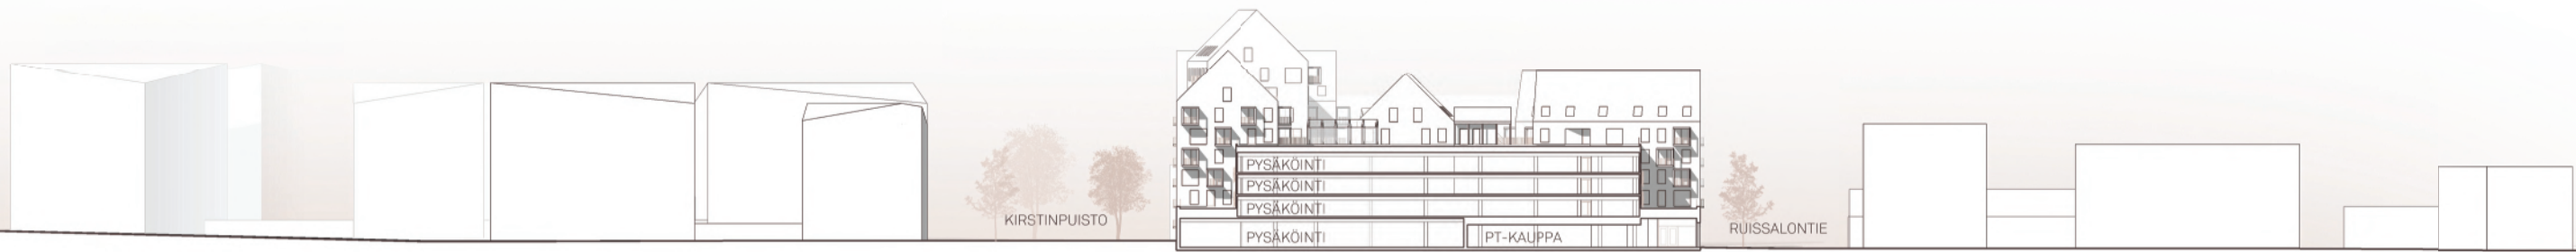 PYSÄKÖINTI
PYSÄKÖINTI
PYSÄKÖINTI
KIRSTINPUISTO
PYSÄKÖINTI
PT-KAUPPA
RUISSALONTIE